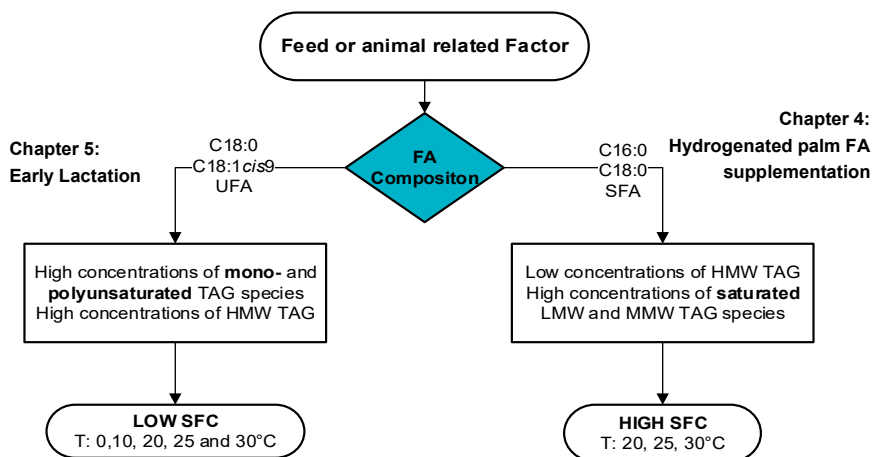 Feed or animal related Factor
Chapter 5:
Early Lactation
C18:0
C18:1cis9
UFA
FA
Compositon
C16:0
C18:0
SFA
Chapter 4:
Hydrogenated palm FA
supplementation
High concentrations of mono- and
polyunsaturated TAG species
High concentrations of HMW TAG
Low concentrations of HMW TAG
High concentrations of saturated
LMW and MMW TAG species
LOW SFC
T: 0,10, 20, 25 and 30°C
HIGH SFC
T: 20, 25, 30°C